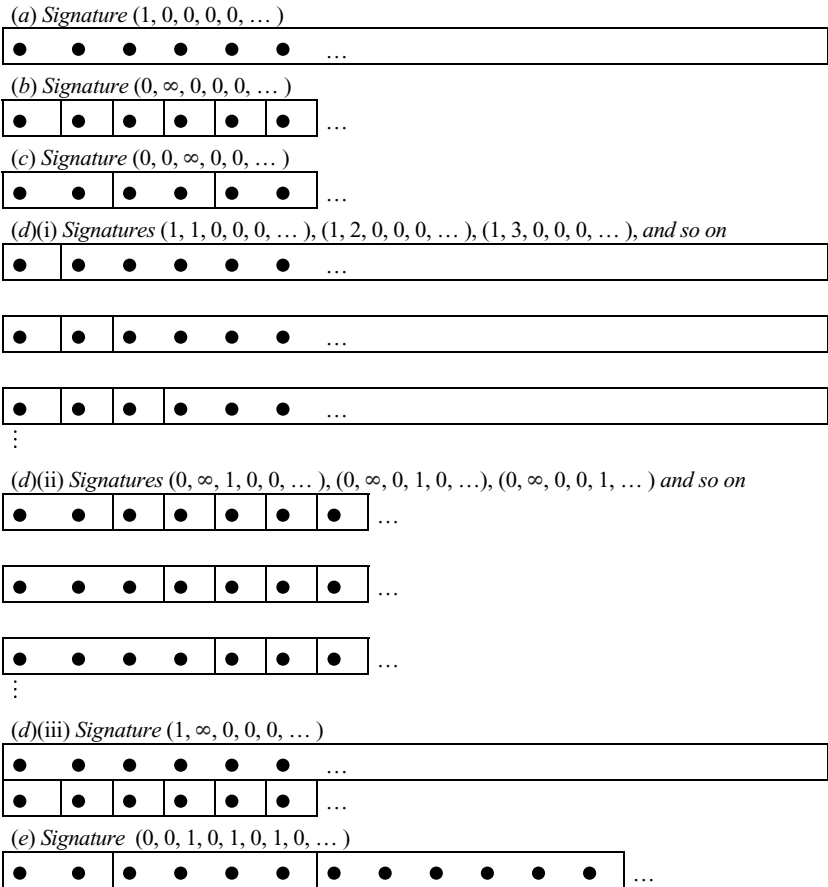 (a) Signature (1, 0, 0, 0, 0, … )
…
(b) Signature (0, ∞, 0, 0, 0, … )
…
(c) Signature (0, 0, ∞, 0, 0, … )
…
(d)(i) Signatures (1, 1, 0, 0, 0, … ), (1, 2, 0, 0, 0, … ), (1, 3, 0, 0, 0, … ), and so on
…
…
…
⋮
(d)(ii) Signatures (0, ∞, 1, 0, 0, … ), (0, ∞, 0, 1, 0, …), (0, ∞, 0, 0, 1, … ) and so on
…
…
…
⋮
(d)(iii) Signature (1, ∞, 0, 0, 0, … )
…
…
(e) Signature (0, 0, 1, 0, 1, 0, 1, 0, … )
…